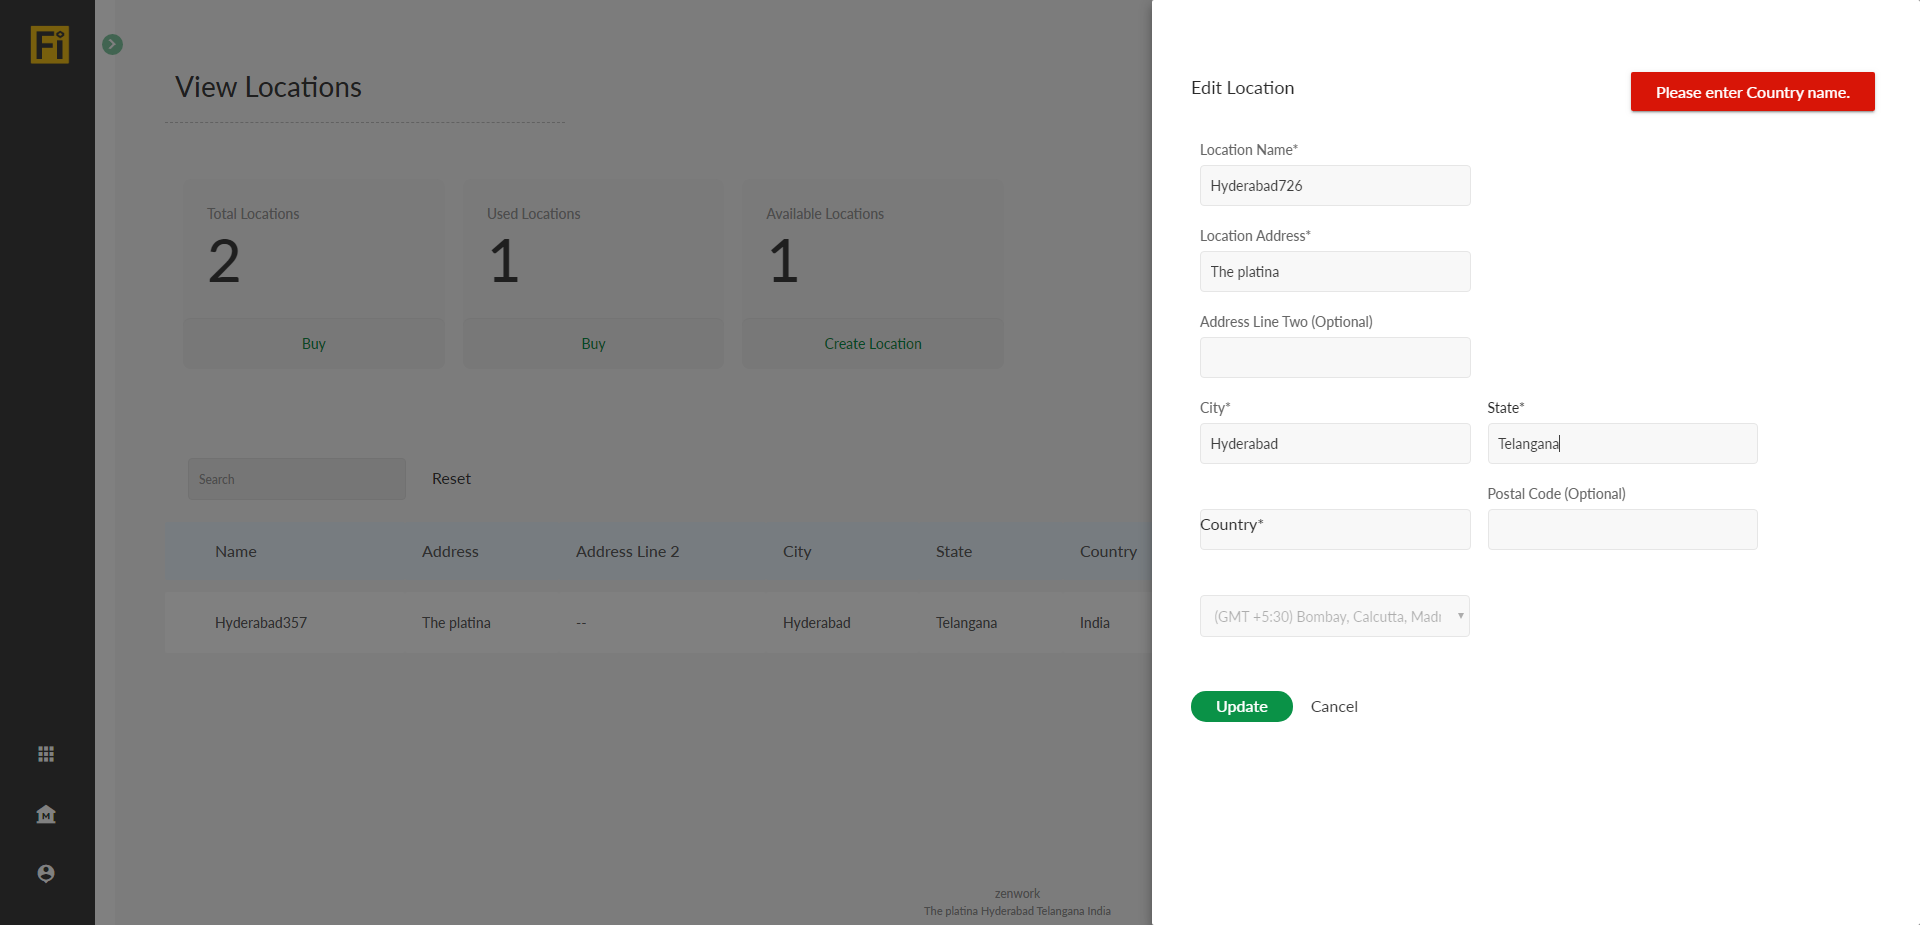 Fi
View Locations
Total Locations
2
Buy
Used Locations
1
Buy
Available Locations
1
Create Location
Search
Reset
Name Address Address Line 2 City State Country
Hyderabad357 The platina -- Hyderabad Telangana India
zenwork
The platina Hyderabad Telangana India
Edit Location
Please enter Country name.
Location Name*
Hyderabad726
Location Address*
The platina
Address Line Two (Optional)
City* State*
Hyderabad Telangana
Postal Code (Optional)
Country*
(GMT +5:30) Bombay, Calcutta, Madr
Update Cancel
M